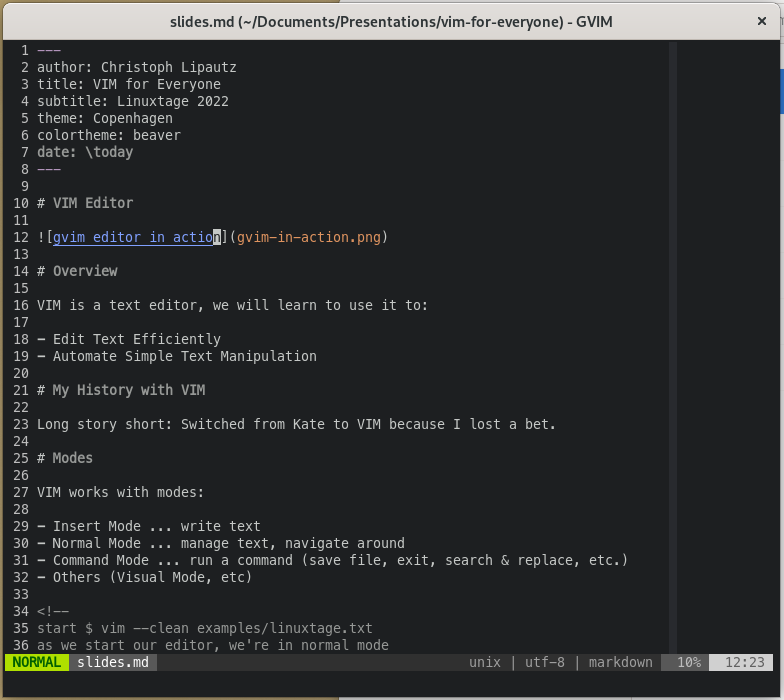 slides.md (~/Documents/Presentations/vim-for-everyone) - GVIM ×
1 ---
2 author: Christoph Lipautz
3 title: VIM for Everyone
4 subtitle: Linuxtage 2022
5 theme: Copenhagen
6 colortheme: beaver
7 date: \today
8 ---
9
10 # VIM Editor
11
12 ![gvim editor in action](gvim-in-action.png)
13
14 # Overview
15
16 VIM is a text editor, we will learn to use it to:
17
18 - Edit Text Efficiently
19 - Automate Simple Text Manipulation
20
21 # My History with VIM
22
23 Long story short: Switched from Kate to VIM because I lost a bet.
24
25 # Modes
26
27 VIM works with modes:
28
29 - Insert Mode ... write text
30 - Normal Mode ... manage text, navigate around
31 - Command Mode ... run a command (save file, exit, search & replace, etc.)
32 - Others (Visual Mode, etc)
33
34 <!--
35 start $ vim --clean examples/linuxtage.txt
36 as we start our editor, we're in normal mode
NORMAL slides.md unix | utf-8 | markdown 10% 12:23